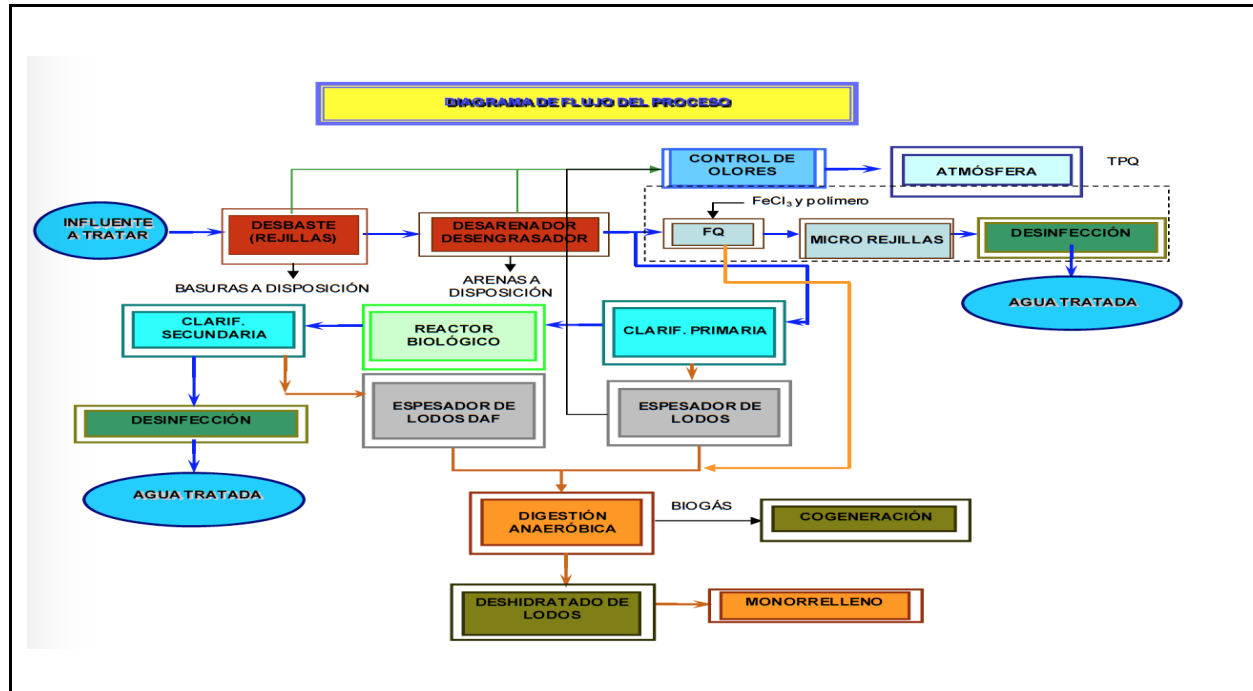 DIAGRAMA DE FLUJO DEL PROCESO
CONTROL DE
OLORES
ATMÓSFERA
TPQ
INFLUENTE
A TRATAR
DESBASTE
(REJILLAS)
DESARENADOR
DESENGRASADOR
FeCl₃ y polímero
FQ
MICRO REJILLAS
DESINFECCIÓN
BASURAS A DISPOSICIÓN
ARENAS A
DISPOSICIÓN
AGUA TRATADA
CLARIF.
SECUNDARIA
REACTOR
BIOLÓGICO
CLARIF. PRIMARIA
DESINFECCIÓN
ESPESADOR DE
LODOS DAF
ESPESADOR DE
LODOS
AGUA TRATADA
DIGESTIÓN
ANAERÓBICA
BIOGÁS
COGENERACIÓN
DESHIDRATADO DE
LODOS
MONORRELLENO